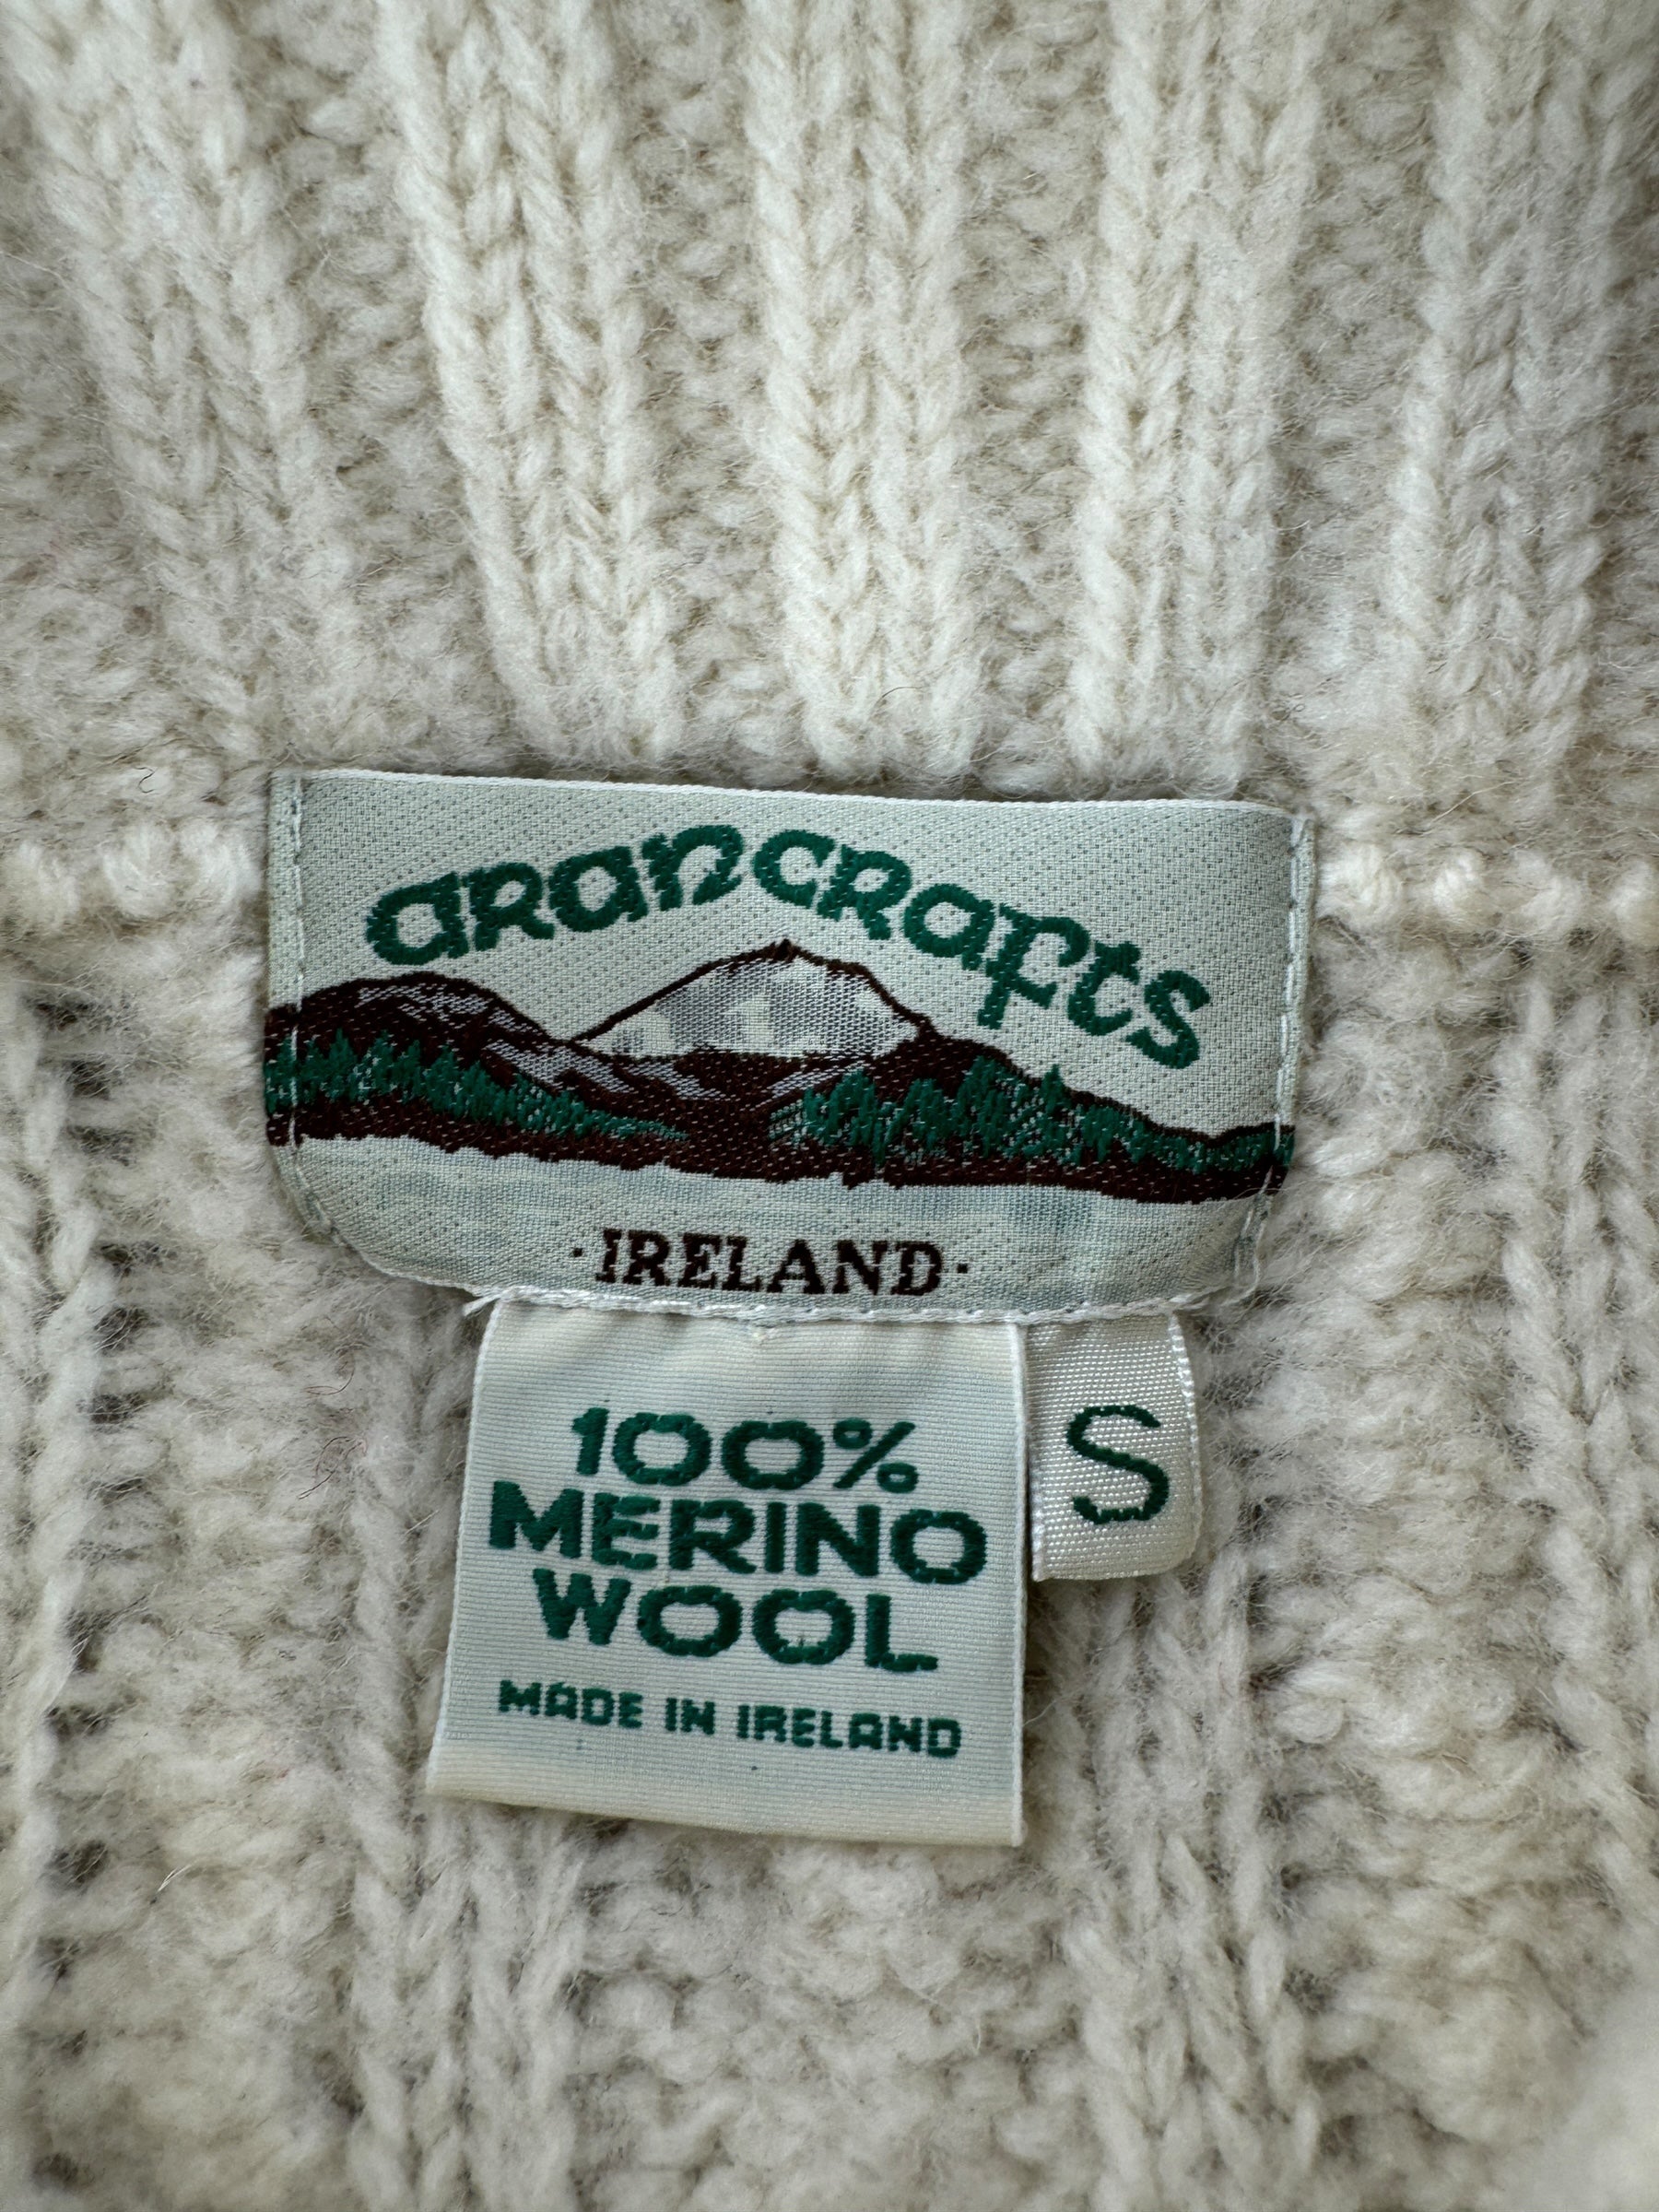 arancrafts
·IRELAND·
100%
MERINO
WOOL
MADE IN IRELAND
S